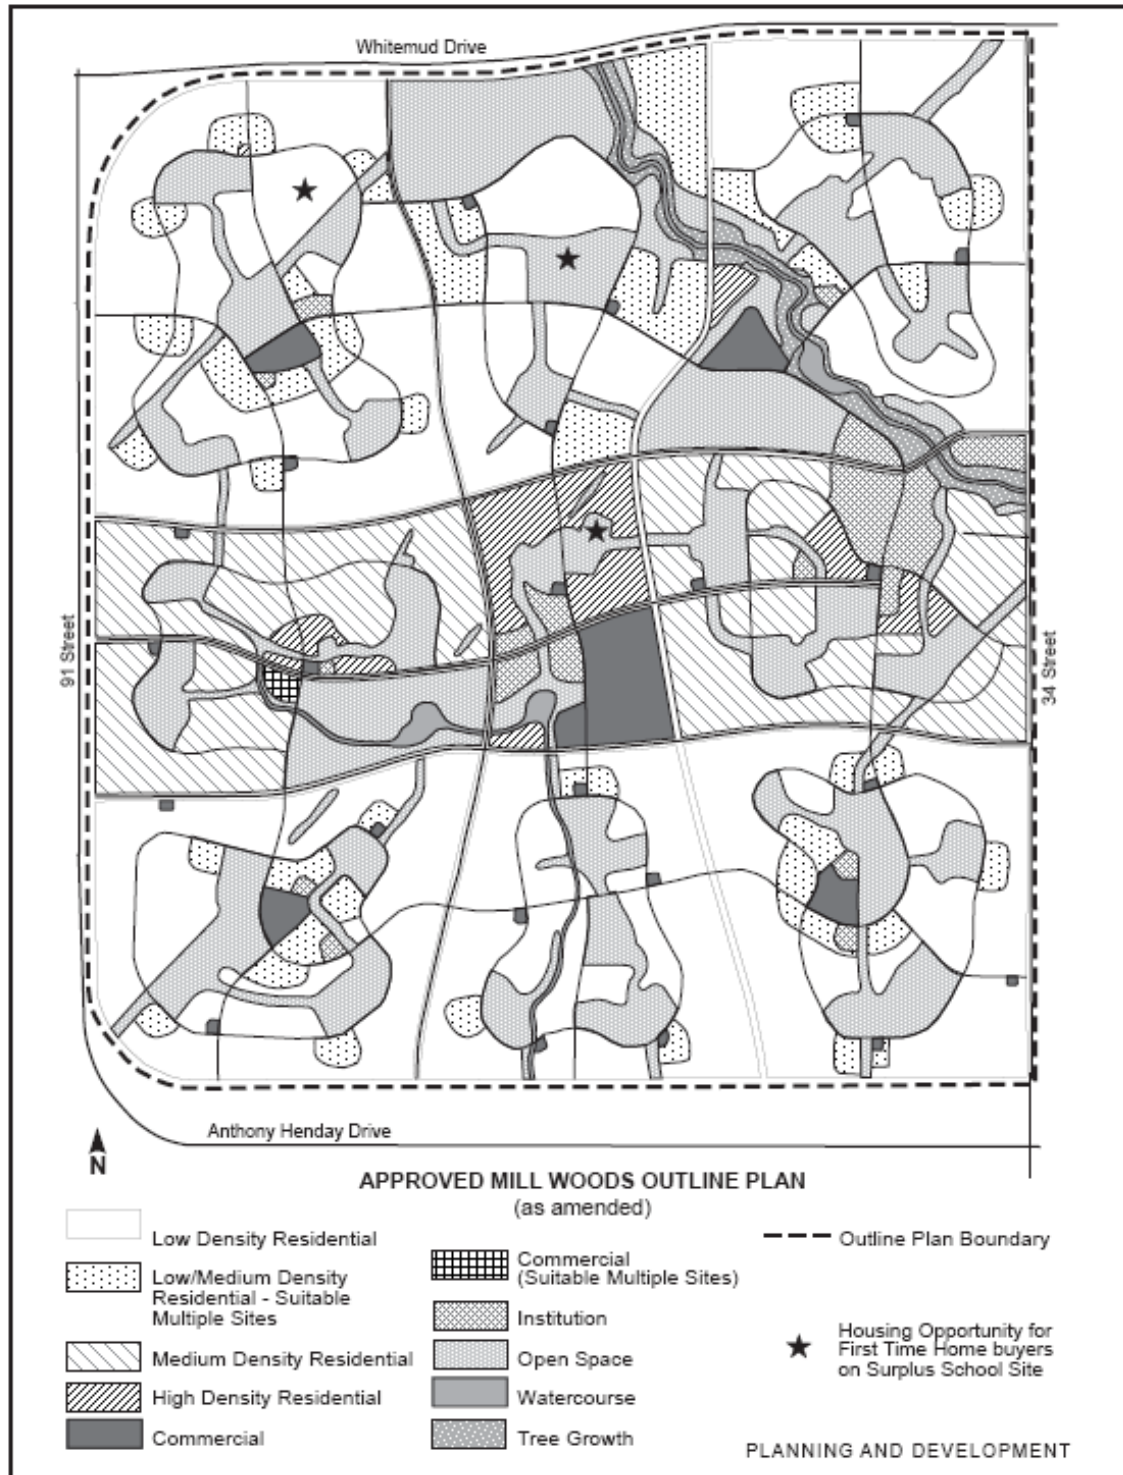 Whitemud Drive
91 Street
34 Street
Anthony Henday Drive
N
APPROVED MILL WOODS OUTLINE PLAN
(as amended)
Low Density Residential
Low/Medium Density
Residential - Suitable
Multiple Sites
Medium Density Residential
High Density Residential
Commercial
Commercial
(Suitable Multiple Sites)
Institution
Open Space
Watercourse
Tree Growth
Outline Plan Boundary
Housing Opportunity for
First Time Home buyers
on Surplus School Site
PLANNING AND DEVELOPMENT